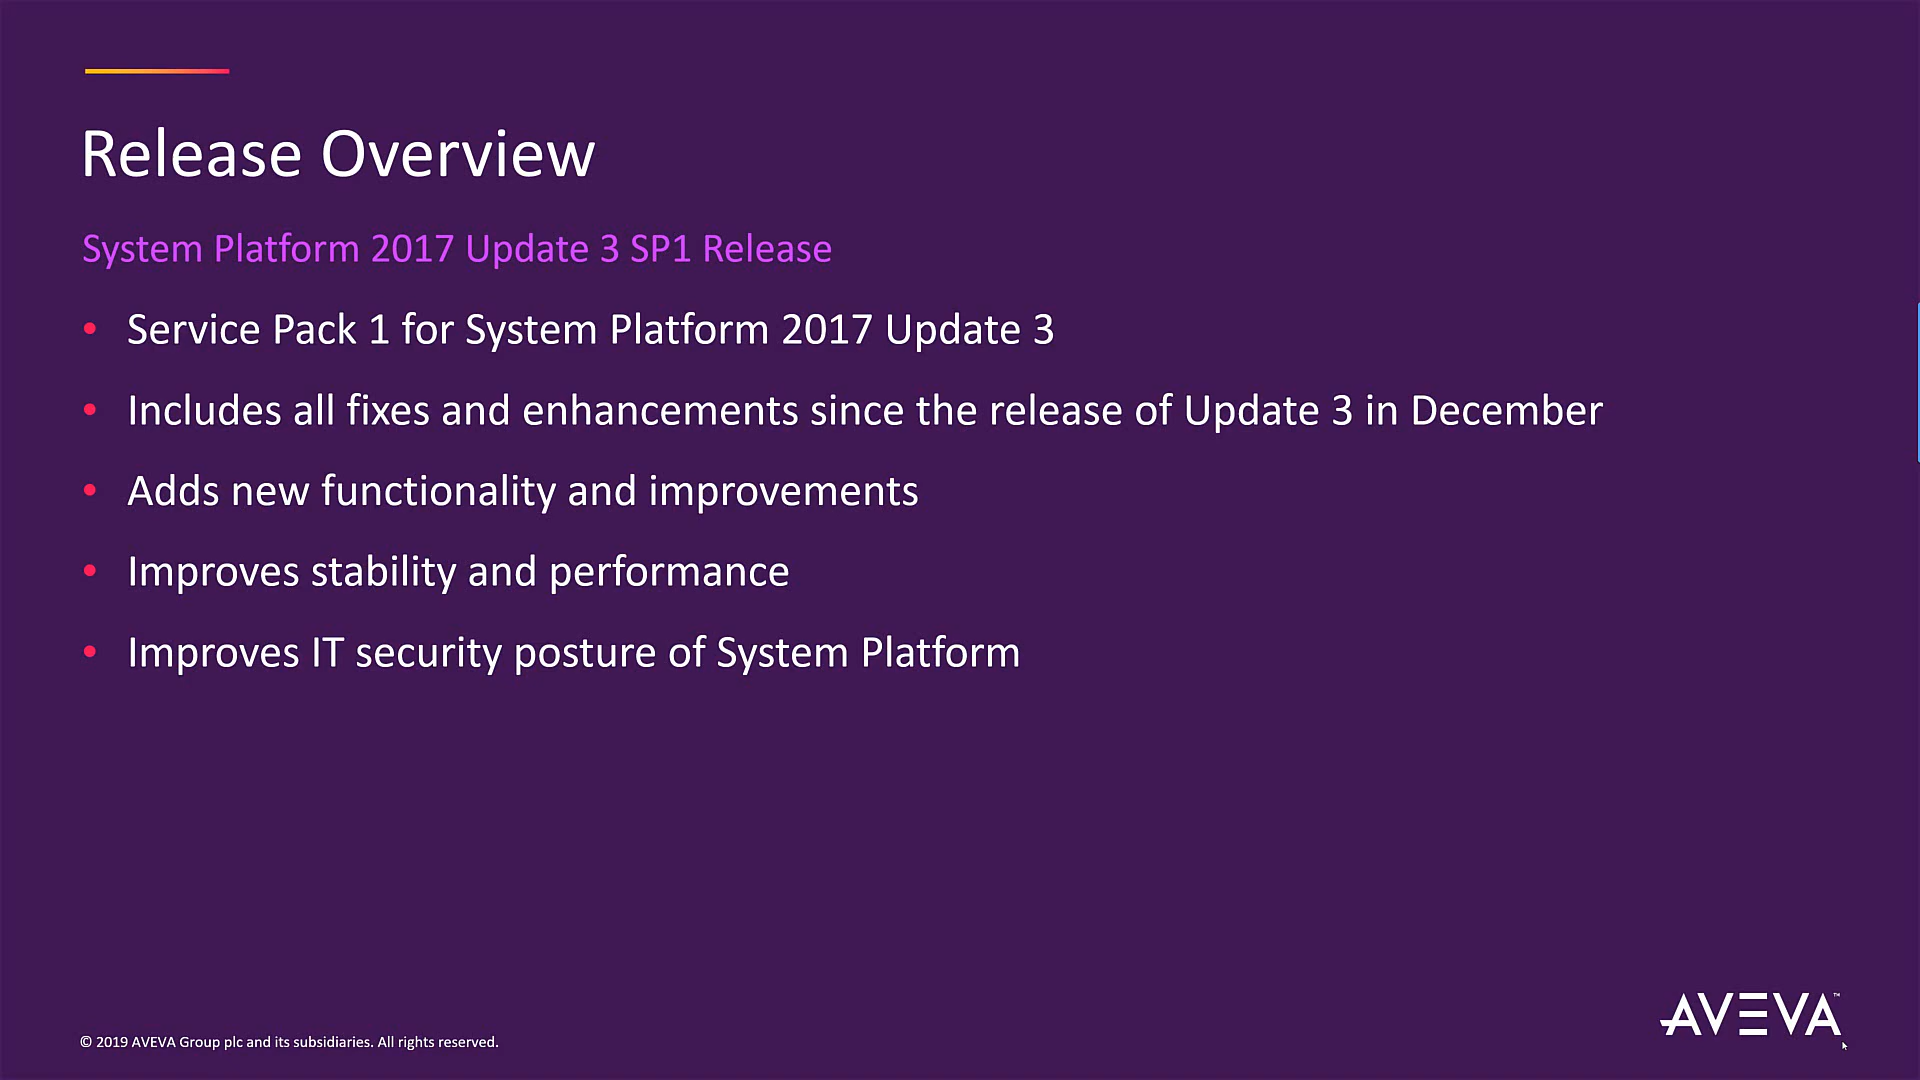 Release Overview
System Platform 2017 Update 3 SP1 Release
• Service Pack 1 for System Platform 2017 Update 3
• Includes all fixes and enhancements since the release of Update 3 in December
• Adds new functionality and improvements
• Improves stability and performance
• Improves IT security posture of System Platform
AVEVA™
© 2019 AVEVA Group plc and its subsidiaries. All rights reserved.